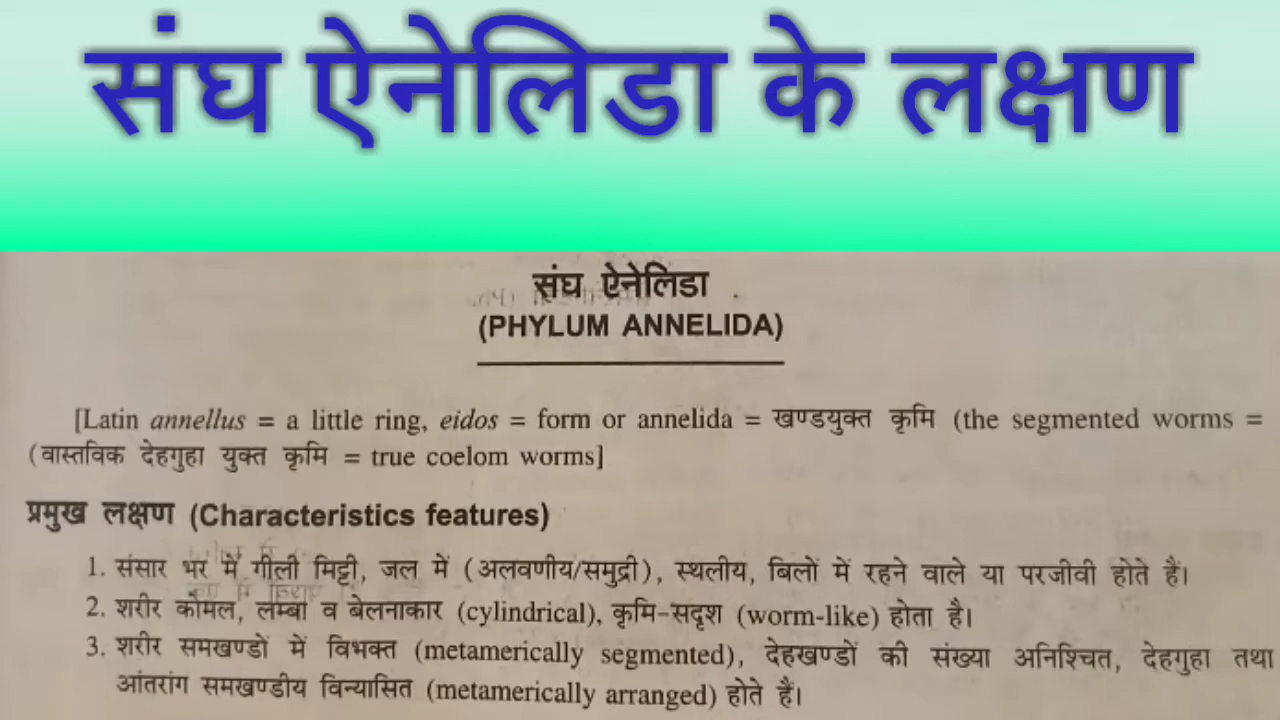 संघ ऐनेलिडा के लक्षण
संघ ऐनेलिडा
(PHYLUM ANNELIDA)
[Latin annellus = a little ring, eidos = form or annelida = खण्डयुक्त कृमि (the segmented worms =
(वास्तविक देहगुहा युक्त कृमि = true coelom worms]
प्रमुख लक्षण (Characteristics features)
1. संसार भर में गीली मिट्टी, जल में (अलवणीय/समुद्री), स्थलीय, बिलों में रहने वाले या परजीवी होते हैं।
2. शरीर कोमल, लम्बा व बेलनाकार (cylindrical), कृमि-सदृश (worm-like) होता है।
3. शरीर समखण्डों में विभक्त (metamerically segmented), देहखण्डों की संख्या अनिश्चित, देहगुहा तथा
आंतरांग समखण्डीय विन्यासित (metamerically arranged) होते हैं।